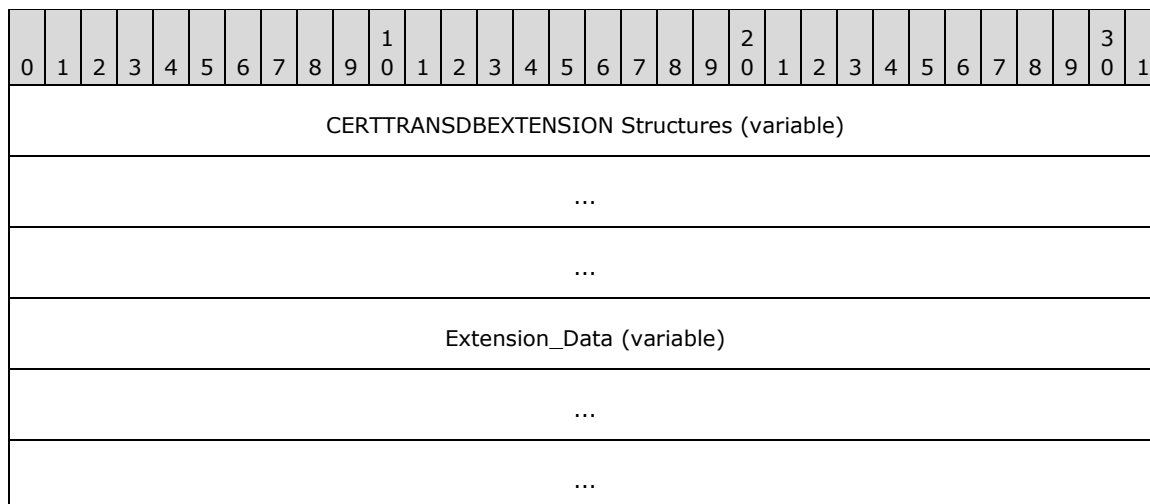 1 2 3
0 1 2 3 4 5 6 7 8 9 0 1 2 3 4 5 6 7 8 9 0 1 2 3 4 5 6 7 8 9 0 1
CERTTRANSDBEXTENSION Structures (variable)
...
...
Extension_Data (variable)
...
...